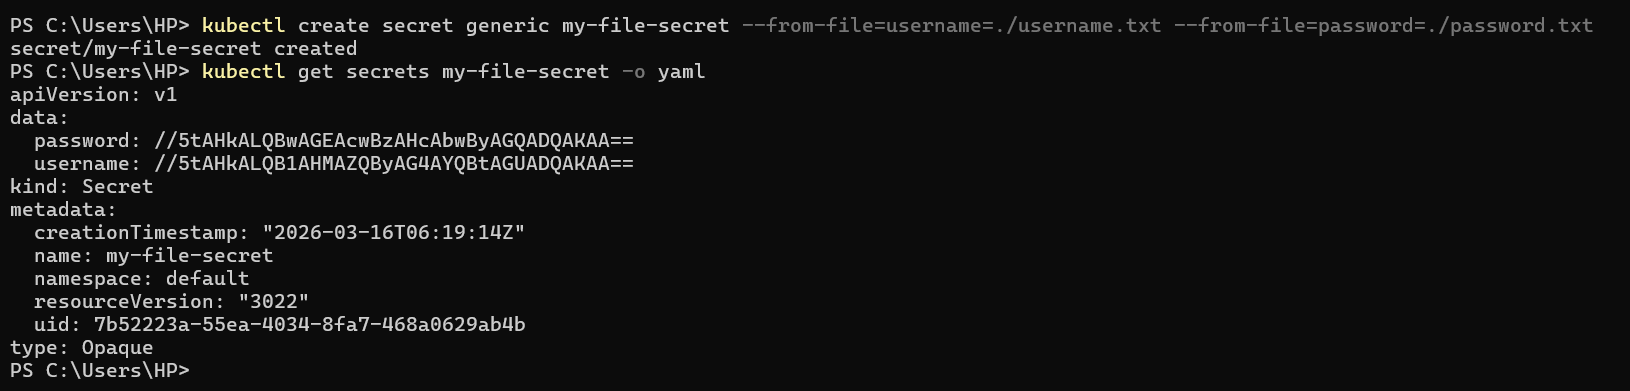 PS C:\Users\HP> kubectl create secret generic my-file-secret --from-file=username=./username.txt --from-file=password=./password.txt
secret/my-file-secret created
PS C:\Users\HP> kubectl get secrets my-file-secret -o yaml
apiVersion: v1
data:
  password: //5tAHkALQBwAGEAcwBzAHcAbwByAGQADQAKAA==
  username: //5tAHkALQB1AHMAZQByAG4AYQBtAGUADQAKAA==
kind: Secret
metadata:
  creationTimestamp: "2026-03-16T06:19:14Z"
  name: my-file-secret
  namespace: default
  resourceVersion: "3022"
  uid: 7b52223a-55ea-4034-8fa7-468a0629ab4b
type: Opaque
PS C:\Users\HP>